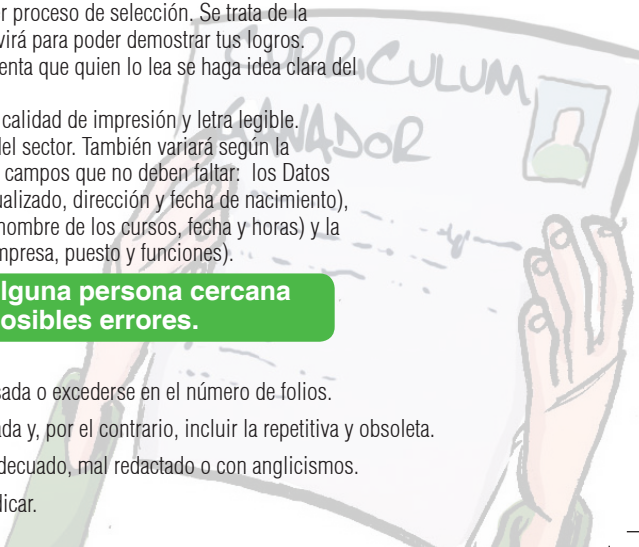 er proceso de selección. Se trata de la
virá para poder demostrar tus logros.
enta que quien lo lea se haga idea clara del
CURRICULUM
GANADOR
calidad de impresión y letra legible.
del sector. También variará según la
campos que no deben faltar: los Datos
ualizado, dirección y fecha de nacimiento),
nombre de los cursos, fecha y horas) y la
mpresa, puesto y funciones).
lguna persona cercana
osibles errores.
sada o excederse en el número de folios.
ada y, por el contrario, incluir la repetitiva y obsoleta.
decuado, mal redactado o con anglicismos.
dicar.